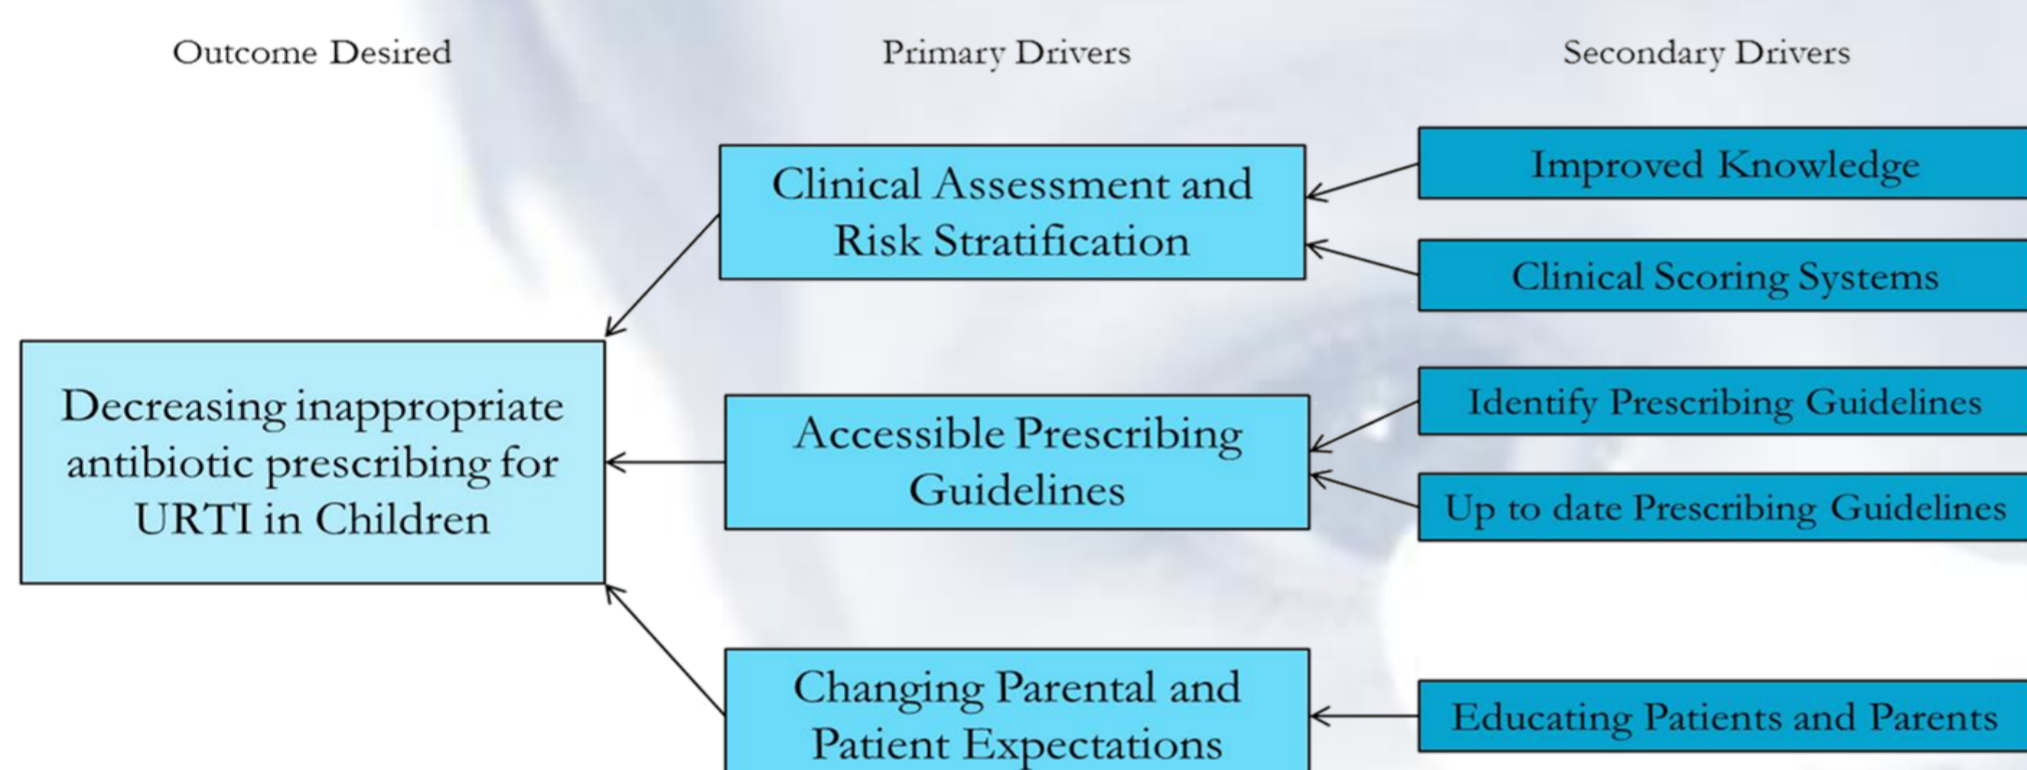 Outcome Desired
Primary Drivers
Secondary Drivers
Clinical Assessment and
Risk Stratification
Improved Knowledge
Clinical Scoring Systems
Decreasing inappropriate
antibiotic prescribing for
URTI in Children
Accessible Prescribing
Guidelines
Identify Prescribing Guidelines
Up to date Prescribing Guidelines
Changing Parental and
Patient Expectations
Educating Patients and Parents